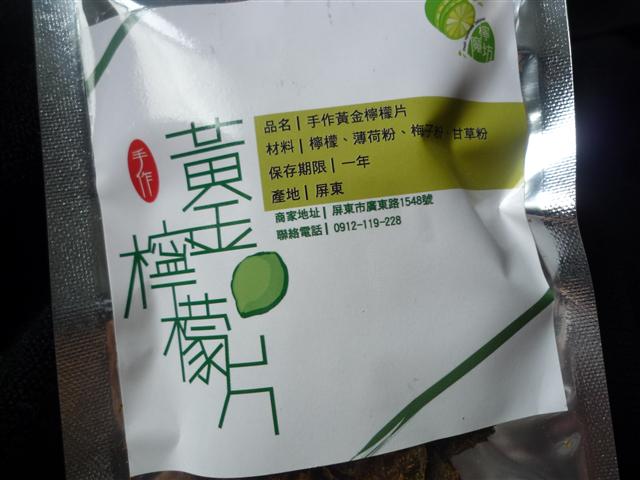 檸檬坊
品名 | 手作黃金檸檬片
材料 | 檸檬、薄荷粉、梅子粉、甘草粉
保存期限 | 一年
產地 | 屏東
商家地址 | 屏東市廣東路1548號
聯絡電話 | 0912-119-228
手作
黃金檸檬片